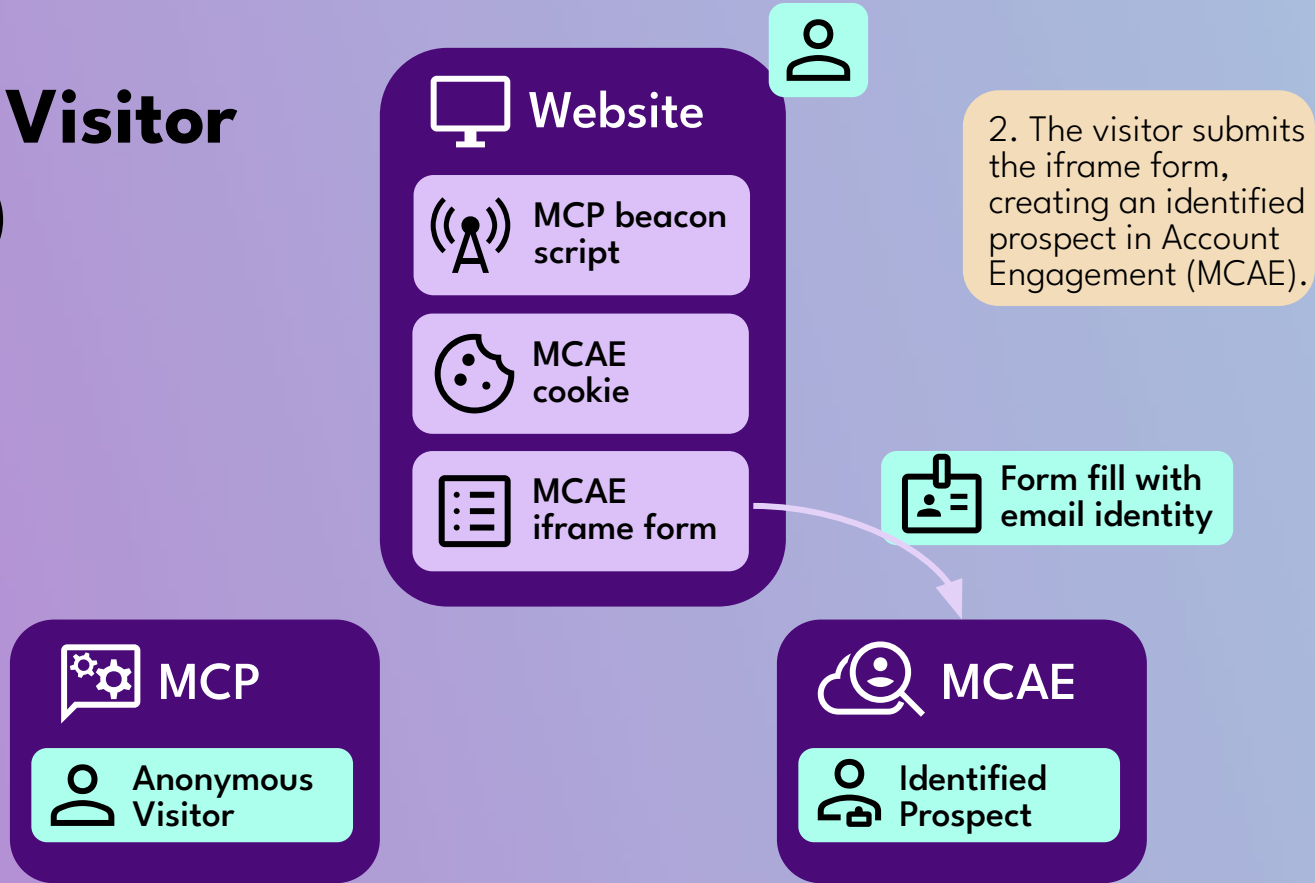 Visitor
)
Website
MCP beacon
script
MCAE
cookie
MCAE
iframe form
2. The visitor submits
the iframe form,
creating an identified
prospect in Account
Engagement (MCAE).
Form fill with
email identity
MCP
Anonymous
Visitor
MCAE
Identified
Prospect